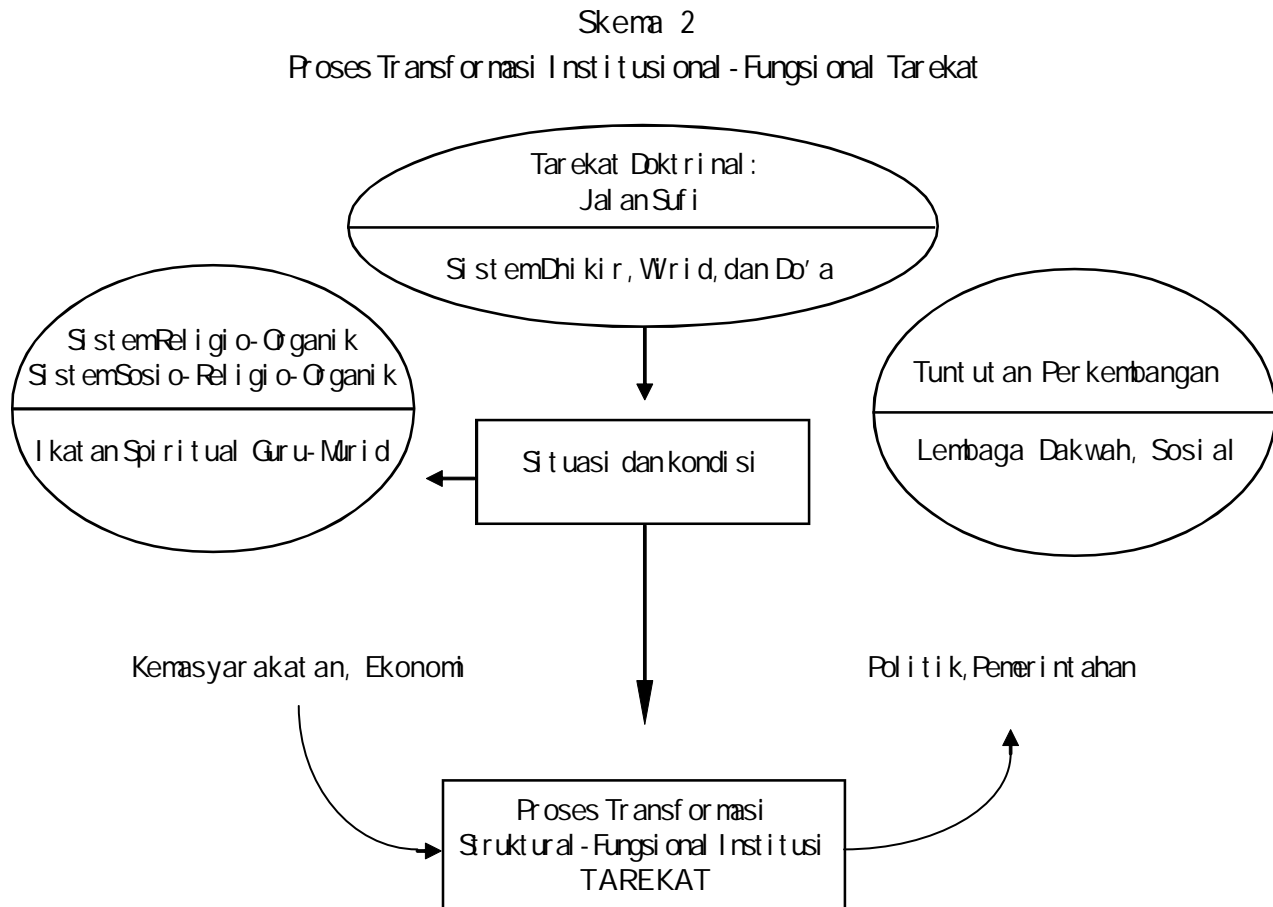 Skema 2
Proses Transformasi Institusional-Fungsional Tarekat
Tarekat Doktrinal:
Jalan Sufi
Sistem Dhikir, Wirid, dan Do'a
Sistem Religio-Organik
Sistem Sosio-Religio-Organik
Ikatan Spiritual Guru-Murid
Tuntutan Perkembangan
Lembaga Dakwah, Sosial
Situasi dan kondisi
Kemasyarakatan, Ekonomi
Politik, Pemerintahan
Proses Transformasi
Struktural-Fungsional Institusi
TAREKAT